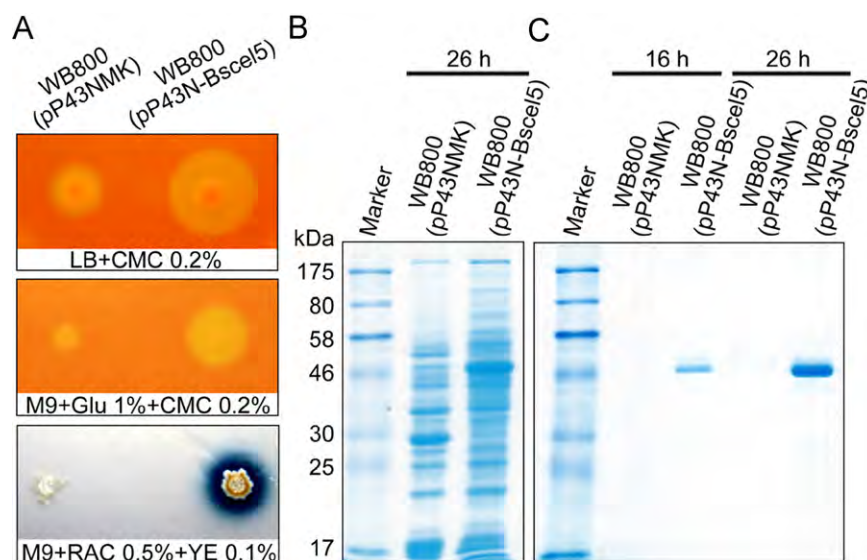 A
WB800
(pP43NMK)
WB800
(pP43N-Bscel5)
LB+CMC 0.2%
M9+Glu 1%+CMC 0.2%
M9+RAC 0.5%+YE 0.1%
B
26 h
kDa
Marker
WB800
(pP43NMK)
WB800
(pP43N-Bscel5)
175
80
58
46
30
25
17
C
16 h
26 h
Marker
WB800
(pP43NMK)
WB800
(pP43N-Bscel5)
WB800
(pP43NMK)
WB800
(pP43N-Bscel5)